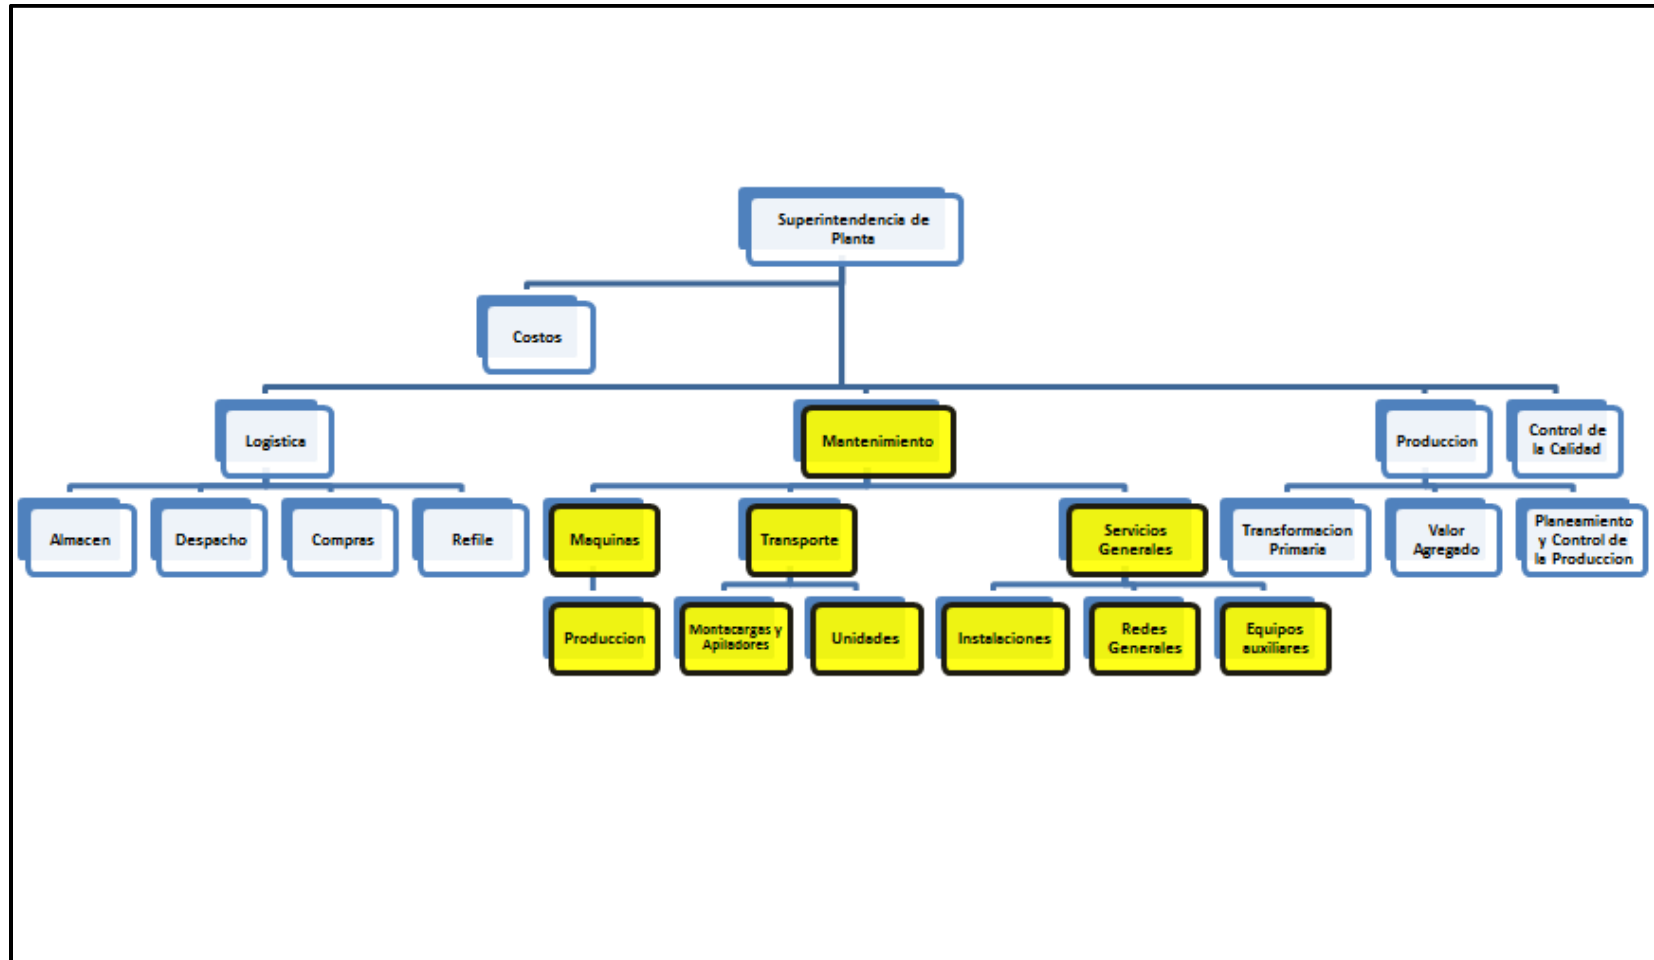 Superintendencia de
Planta
Costos
Logistica
Mantenimiento
Produccion
Control de
la Calidad
Almacen
Despacho
Compras
Refile
Maquinas
Transporte
Servicios
Generales
Transformacion
Primaria
Valor
Agregado
Planeamiento
y Control de
la Produccion
Produccion
Montacargas y
Apiladores
Unidades
Instalaciones
Redes
Generales
Equipos
auxiliares